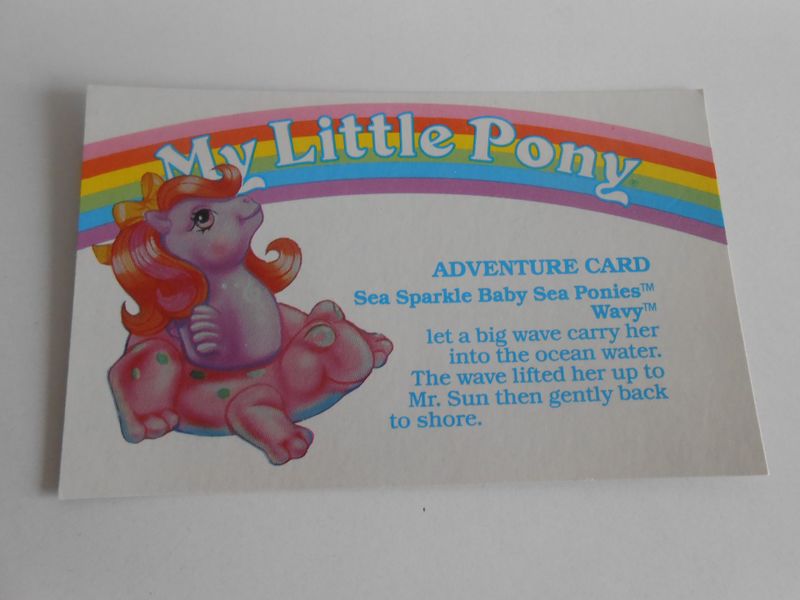 My Little Pony
ADVENTURE CARD
Sea Sparkle Baby Sea Ponies™
Wavy™
let a big wave carry her
into the ocean water.
The wave lifted her up to
Mr. Sun then gently back
to shore.